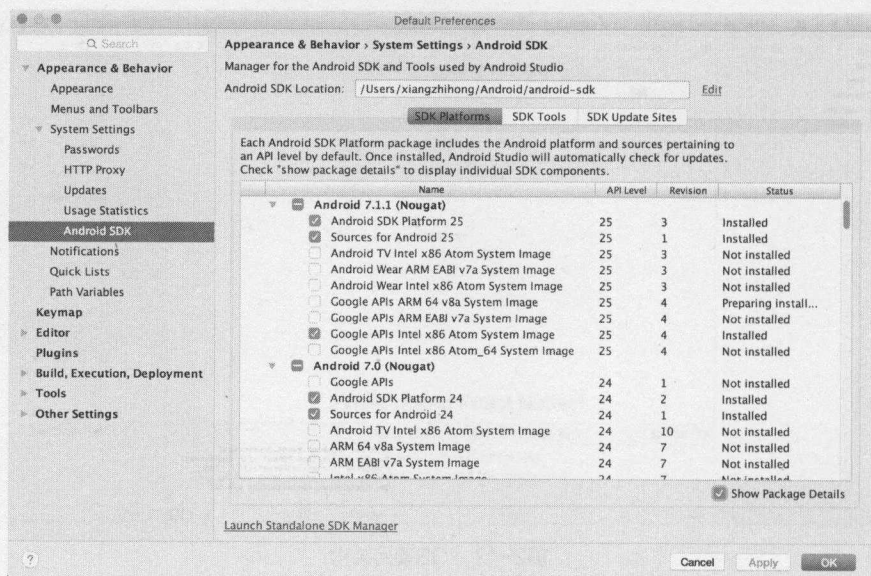 Default Preferences
Search
Appearance & Behavior › System Settings › Android SDK
Appearance & Behavior
Manager for the Android SDK and Tools used by Android Studio
Appearance
Android SDK Location: /Users/xiangzhihong/Android/android-sdk Edit
Menus and Toolbars
SDK Platforms SDK Tools SDK Update Sites
System Settings
Passwords
HTTP Proxy
Updates
Usage Statistics
Android SDK
Notifications
Quick Lists
Path Variables
Keymap
Editor
Plugins
Build, Execution, Deployment
Tools
Other Settings
Each Android SDK Platform package includes the Android platform and sources pertaining to
an API level by default. Once installed, Android Studio will automatically check for updates.
Check "show package details" to display individual SDK components.
Name API Level Revision Status
Android 7.1.1 (Nougat)
Android SDK Platform 25 25 3 Installed
Sources for Android 25 25 1 Installed
Android TV Intel x86 Atom System Image 25 3 Not installed
Android Wear ARM EABI v7a System Image 25 3 Not installed
Android Wear Intel x86 Atom System Image 25 3 Not installed
Google APIs ARM 64 v8a System Image 25 4 Preparing install...
Google APIs ARM EABI v7a System Image 25 4 Not installed
Google APIs Intel x86 Atom System Image 25 4 Installed
Google APIs Intel x86 Atom_64 System Image 25 4 Not installed
Android 7.0 (Nougat)
Google APIs 24 1 Not installed
Android SDK Platform 24 24 2 Installed
Sources for Android 24 24 1 Installed
Android TV Intel x86 Atom System Image 24 10 Not installed
ARM 64 v8a System Image 24 7 Not installed
ARM EABI v7a System Image 24 7 Not installed
Intel x86 Atom System Image 24 7 Not installed
Show Package Details
Launch Standalone SDK Manager
?
Cancel Apply OK